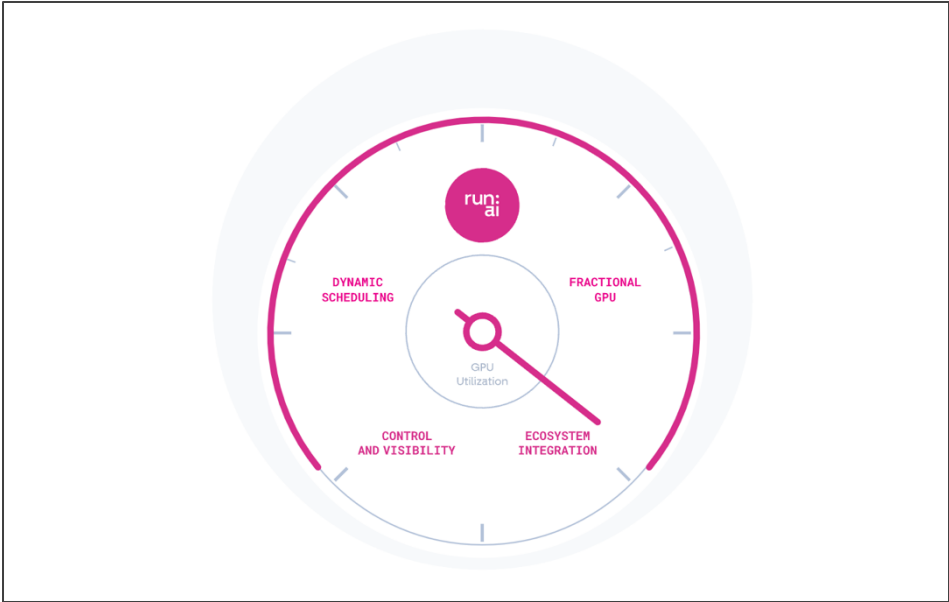 run:
ai
DYNAMIC
SCHEDULING
FRACTIONAL
GPU
GPU
Utilization
CONTROL
AND VISIBILITY
ECOSYSTEM
INTEGRATION